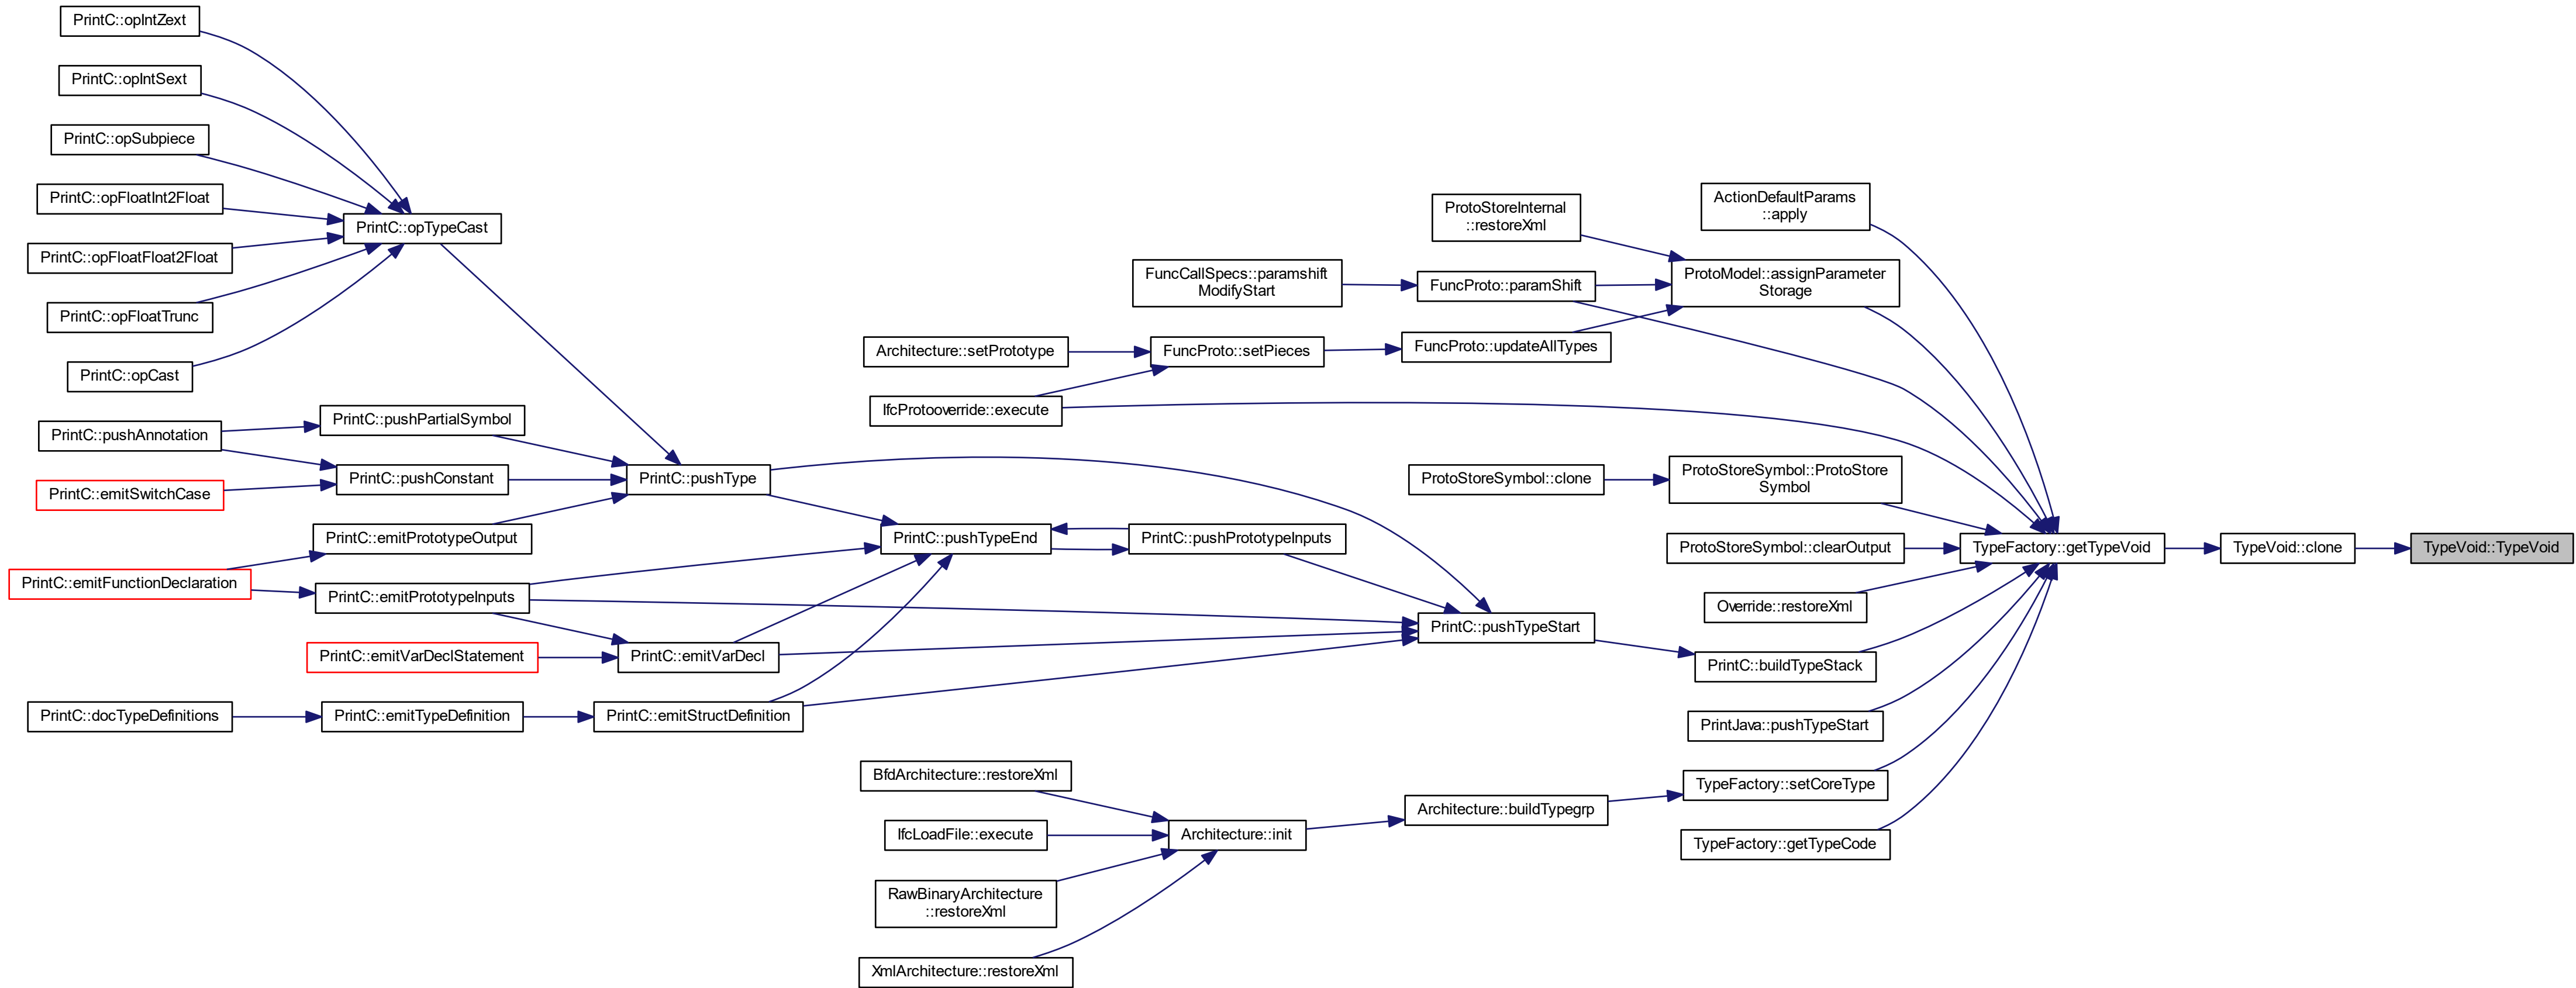 PrintC::opIntZext
PrintC::opIntSext
PrintC::opSubpiece
PrintC::opFloatInt2Float
PrintC::opFloatFloat2Float
PrintC::opFloatTrunc
PrintC::opCast
PrintC::opTypeCast
PrintC::pushAnnotation
PrintC::emitSwitchCase
PrintC::emitFunctionDeclaration
PrintC::docTypeDefinitions
PrintC::pushPartialSymbol
PrintC::pushConstant
PrintC::emitPrototypeOutput
PrintC::emitPrototypeInputs
PrintC::emitVarDeclStatement
PrintC::emitTypeDefinition
PrintC::pushType
PrintC::emitVarDecl
PrintC::emitStructDefinition
Architecture::setPrototype
IfcProtooverride::execute
PrintC::pushTypeEnd
BfdArchitecture::restoreXml
IfcLoadFile::execute
RawBinaryArchitecture
::restoreXml
XmlArchitecture::restoreXml
FuncCallSpecs::paramshift
ModifyStart
FuncProto::setPieces
PrintC::pushPrototypeInputs
Architecture::init
ProtoStoreInternal
::restoreXml
FuncProto::paramShift
FuncProto::updateAllTypes
ProtoStoreSymbol::clone
PrintC::pushTypeStart
Architecture::buildTypegrp
ActionDefaultParams
::apply
ProtoModel::assignParameter
Storage
ProtoStoreSymbol::ProtoStore
Symbol
ProtoStoreSymbol::clearOutput
Override::restoreXml
PrintC::buildTypeStack
PrintJava::pushTypeStart
TypeFactory::setCoreType
TypeFactory::getTypeCode
TypeFactory::getTypeVoid
TypeVoid::clone
TypeVoid::TypeVoid